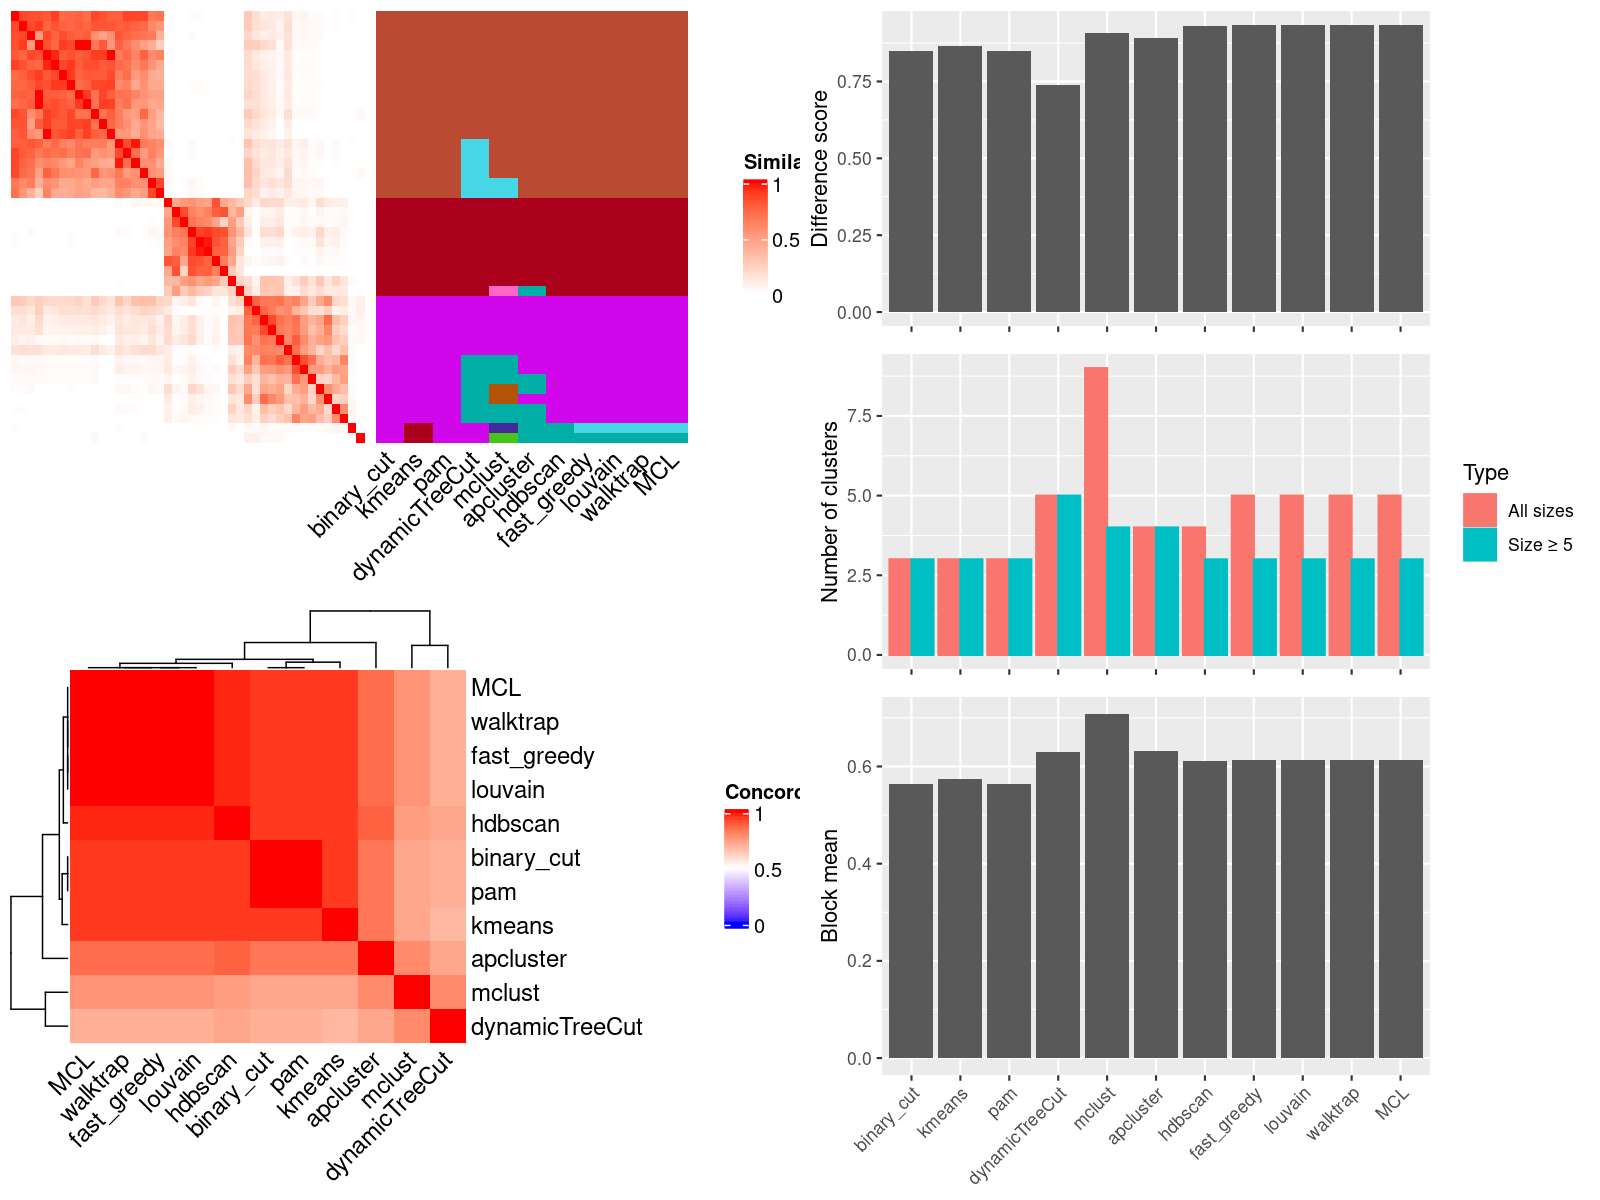 Simila
1
0.5
0
binary_cut
kmeans
pam
dynamicTreeCut
mclust
apcluster
hdbscan
fast_greedy
louvain
walktrap
MCL
Difference score
0.75
0.50
0.25
0.00
Number of clusters
7.5
5.0
2.5
0.0
Type
All sizes
Size ≥ 5
MCL
walktrap
fast_greedy
louvain
hdbscan
binary_cut
pam
kmeans
apcluster
mclust
dynamicTreeCut
MCL
walktrap
fast_greedy
louvain
hdbscan
binary_cut
pam
kmeans
apcluster
mclust
dynamicTreeCut
Concord
1
0.5
0
Block mean
0.6
0.4
0.2
0.0
binary_cut
kmeans
pam
dynamicTreeCut
mclust
apcluster
hdbscan
fast_greedy
louvain
walktrap
MCL